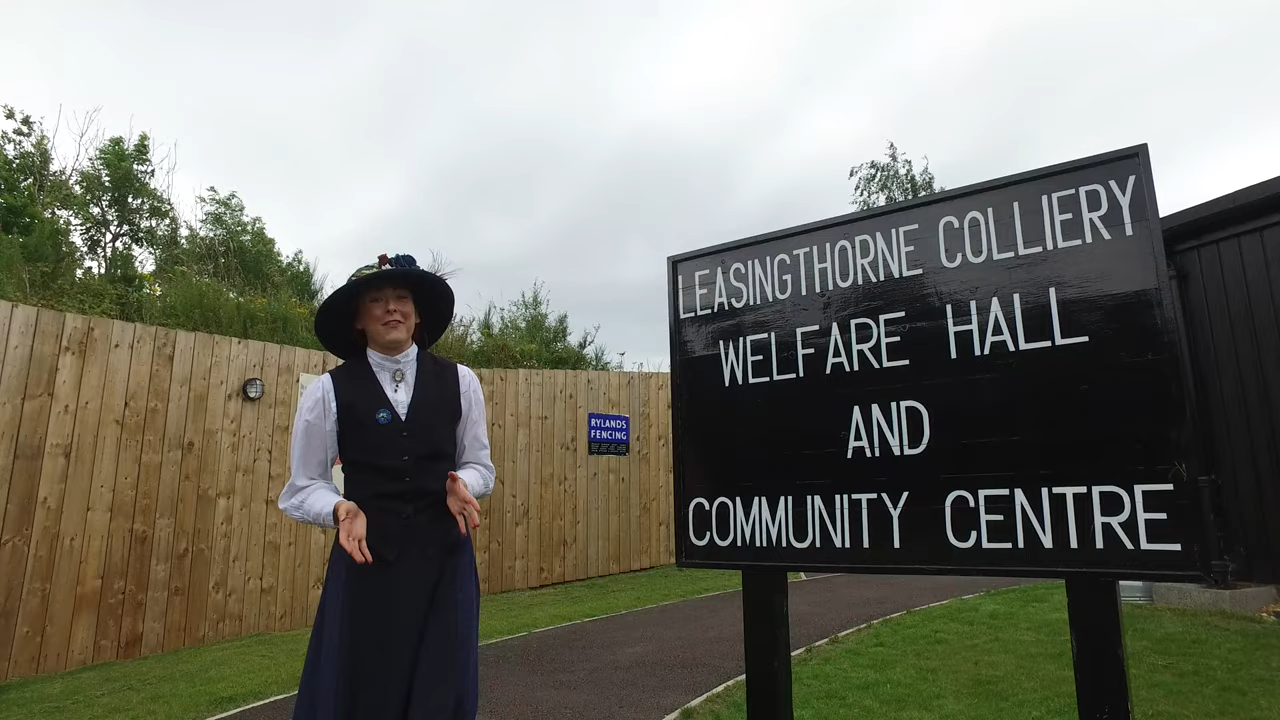 LEASINGTHORNE COLLIERY
WELFARE HALL
AND
COMMUNITY CENTRE
RYLANDS
FENCING